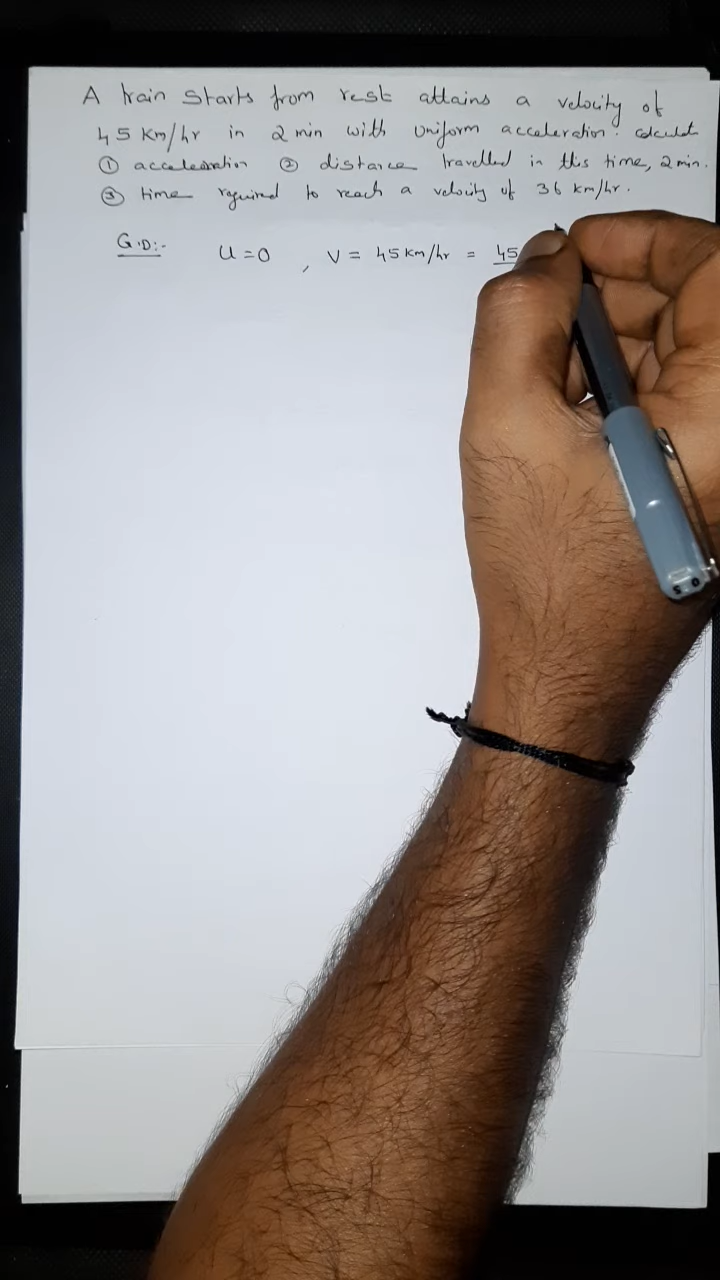 A train starts from rest attains a velocity of
45 km/hr in 2 min with uniform acceleration. calculate
① acceleration ② distance travelled in this time, 2 min.
③ time required to reach a velocity of 36 km/hr.
G.D:- U=0 , V = 45 km/hr = 45